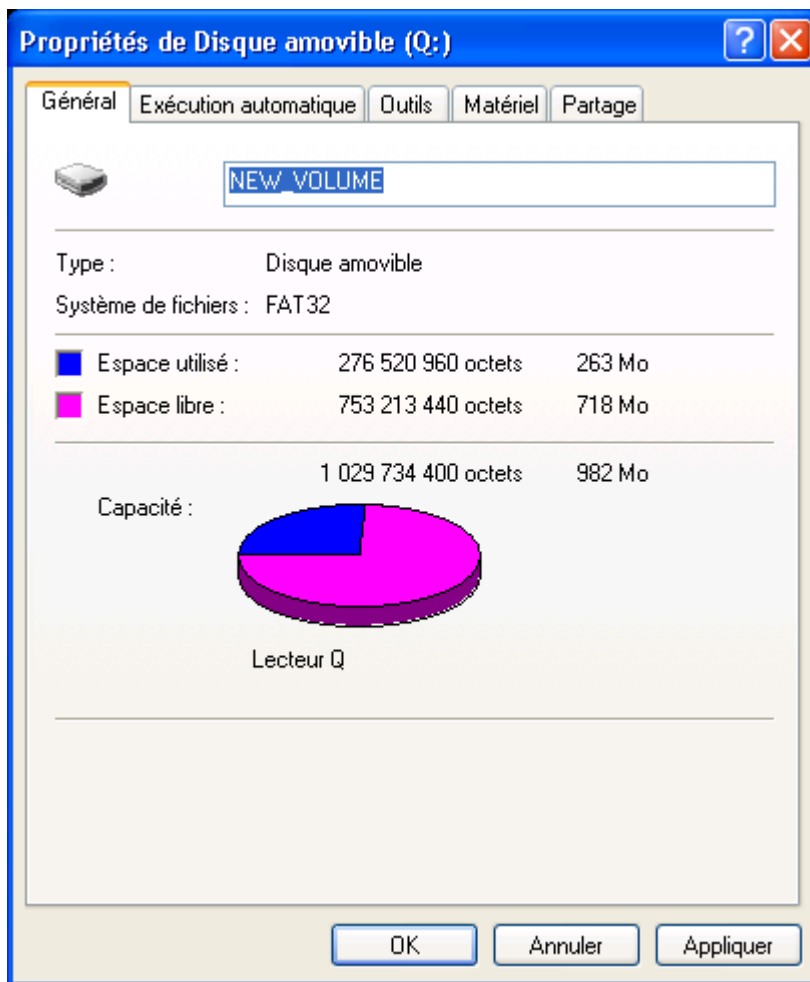 Propriétés de Disque amovible (Q:)
Général Exécution automatique Outils Matériel Partage
NEW_VOLUME
Type : Disque amovible
Système de fichiers : FAT32
Espace utilisé : 276 520 960 octets 263 Mo
Espace libre : 753 213 440 octets 718 Mo
1 029 734 400 octets 982 Mo
Capacité :
Lecteur Q
OK Annuler Appliquer